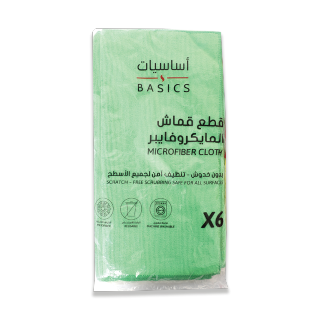 أساسيات
BASICS
قطع قماش
المايكروفايبر
MICROFIBER CLOTH
بدون خدوش - تنظيف آمن لجميع الأسطح
SCRATCH - FREE SCRUBBING SAFE FOR ALL SURFACES
X6